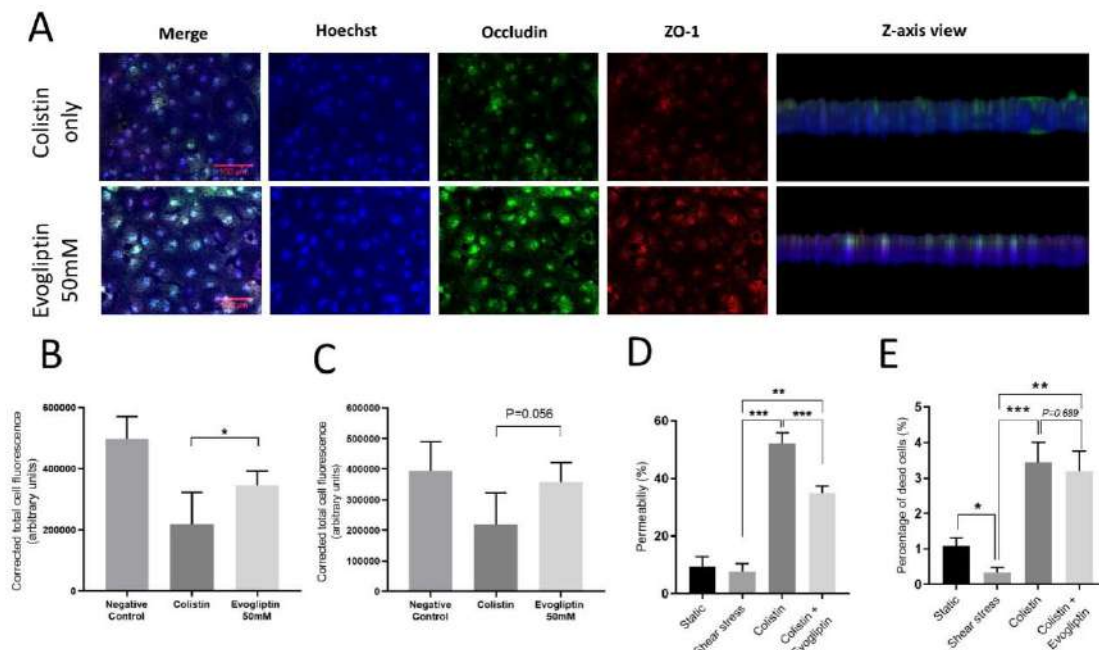 A
Merge Hoechst Occludin ZO-1 Z-axis view
Colistin
only
100 µm
Evogliptin
50mM
B
Corrected total cell fluorescence
(arbitrary units)
600000
400000
200000
0
*
Negative
Control
Colistin
Evogliptin
50mM
C
Corrected total cell fluorescence
(arbitrary units)
600000
500000
400000
300000
200000
100000
0
P=0.056
Negative
Control
Colistin
Evogliptin
50mM
D
Permeability (%)
60
40
20
0
**
*** ***
Static
Shear stress
Colistin
Colistin +
Evogliptin
E
Percentage of dead cells (%)
5
4
3
2
1
0
**
*** P=0.689
*
Static
Shear stress
Colistin
Colistin +
Evogliptin